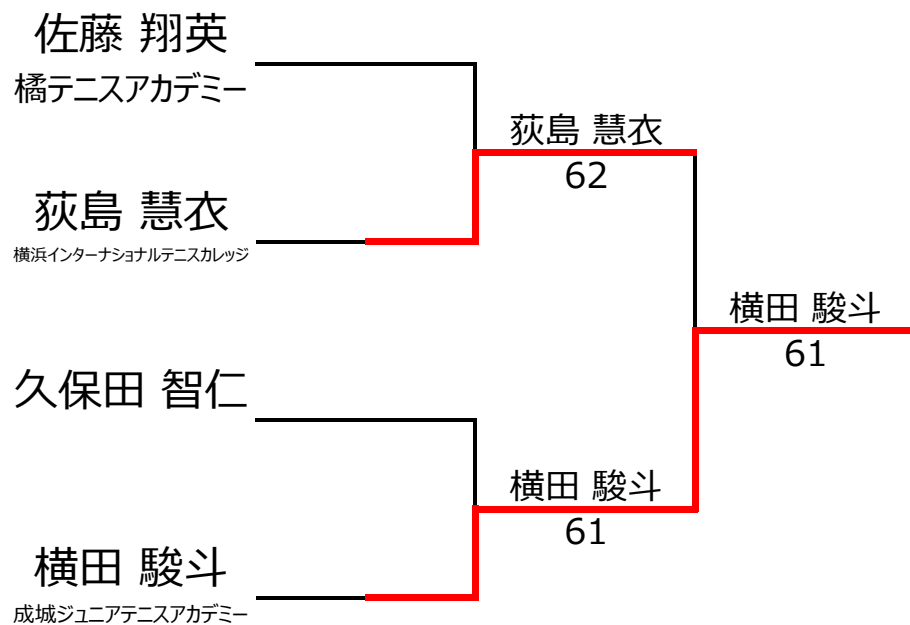 佐藤 翔英
橘テニスアカデミー
荻島 慧衣
62
荻島 慧衣
横浜インターナショナルテニスカレッジ
横田 駿斗
61
久保田 智仁
横田 駿斗
61
横田 駿斗
成城ジュニアテニスアカデミー